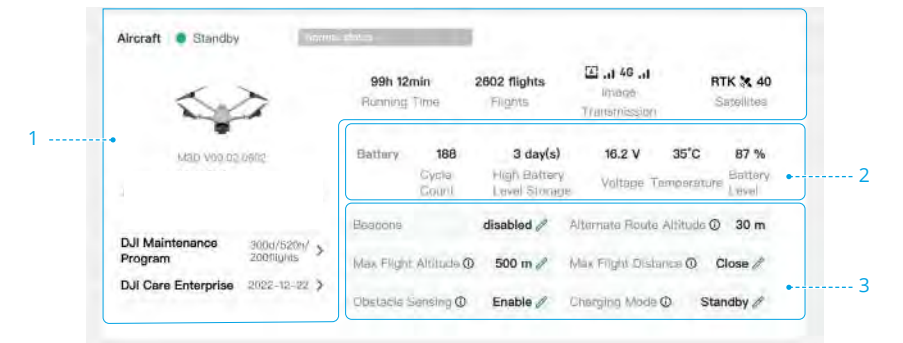 Aircraft Standby Normal status
99h 12min 2602 flights 4G RTK 40
Running Time Flights Image Transmission Satellites
1
M3D V09.02.0602
Battery 188 3 day(s) 16.2 V 35°C 87 %
Cycle Count High Battery Level Storage Voltage Temperature Battery Level
2
DJI Maintenance Program 300d/520h/ 200flights >
DJI Care Enterprise 2022-12-22 >
Beacons disabled Alternate Route Altitude 30 m
Max Flight Altitude 500 m Max Flight Distance Close
Obstacle Sensing Enable Charging Mode Standby
3